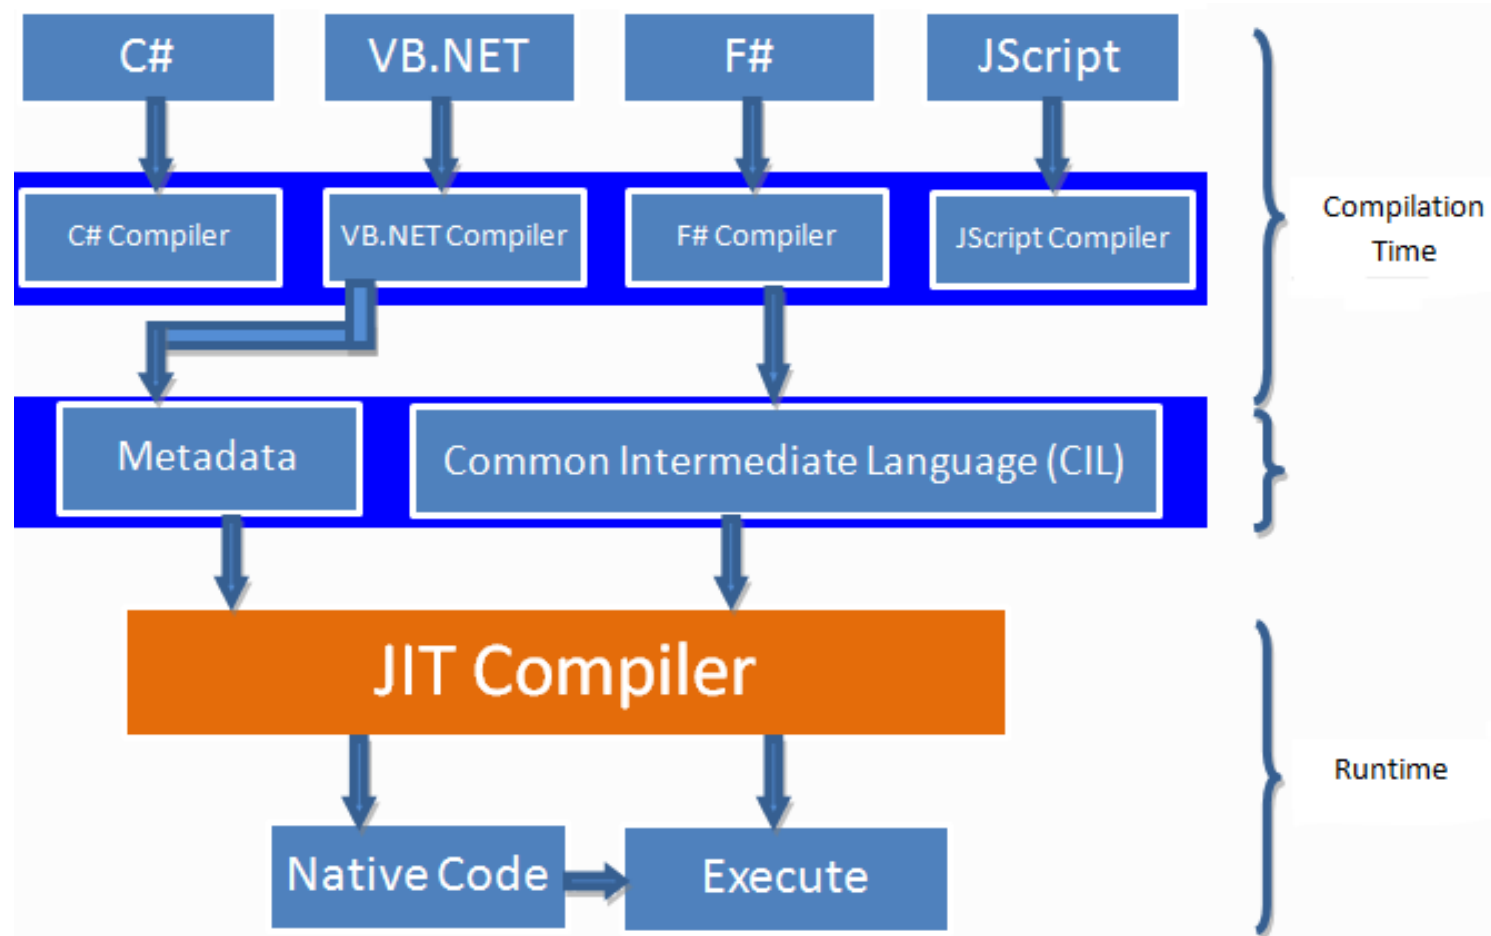 C#
VB.NET
F#
JScript
C# Compiler
VB.NET Compiler
F# Compiler
JScript Compiler
Compilation
Time
Metadata
Common Intermediate Language (CIL)
JIT Compiler
Runtime
Native Code
Execute